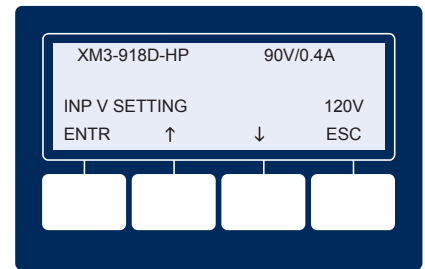 XM3-918D-HP 90V/0.4A
INP V SETTING 120V
ENTR ↑ ↓ ESC